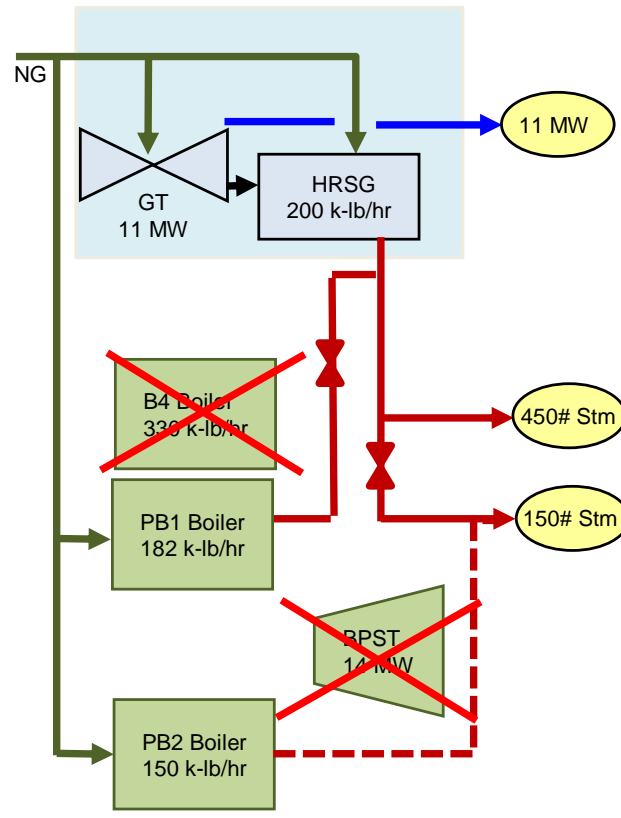 NG
11 MW
HRSG
200 k-lb/hr
GT
11 MW
B4 Boiler
330 k-lb/hr
450# Stm
PB1 Boiler
182 k-lb/hr
150# Stm
BPST
14 MW
PB2 Boiler
150 k-lb/hr